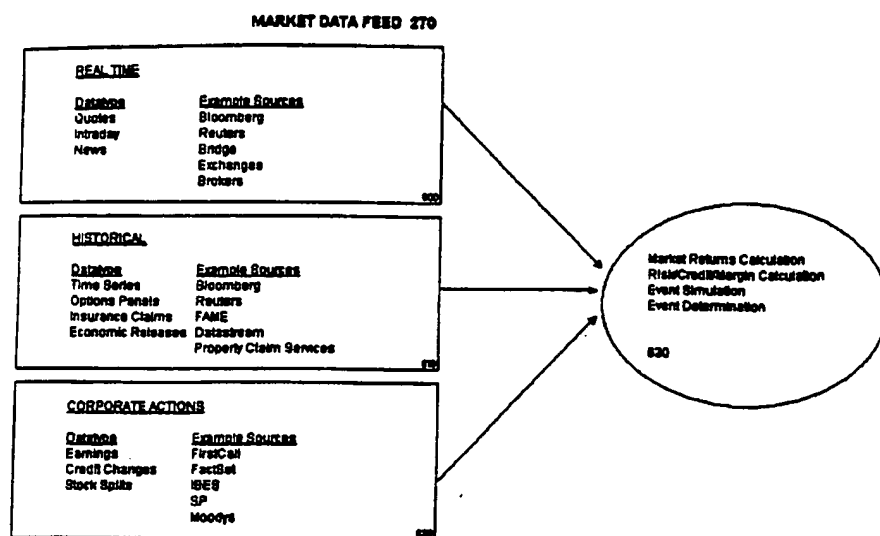 MARKET DATA FEED 270
REAL TIME
Datatype Example Sources
Quotes Bloomberg
Intraday Reuters
News Bridge
Exchanges
Brokers
HISTORICAL
Datatype Example Sources
Time Series Bloomberg
Options Panels Reuters
Insurance Claims FAME
Economic Releases Datastream
Property Claim Services
CORPORATE ACTIONS
Datatype Example Sources
Earnings FirstCall
Credit Changes FactSet
Stock Splits IBES
SP
Moodys
Market Returns Calculation
Risk/Credit/Margin Calculation
Event Simulation
Event Determination